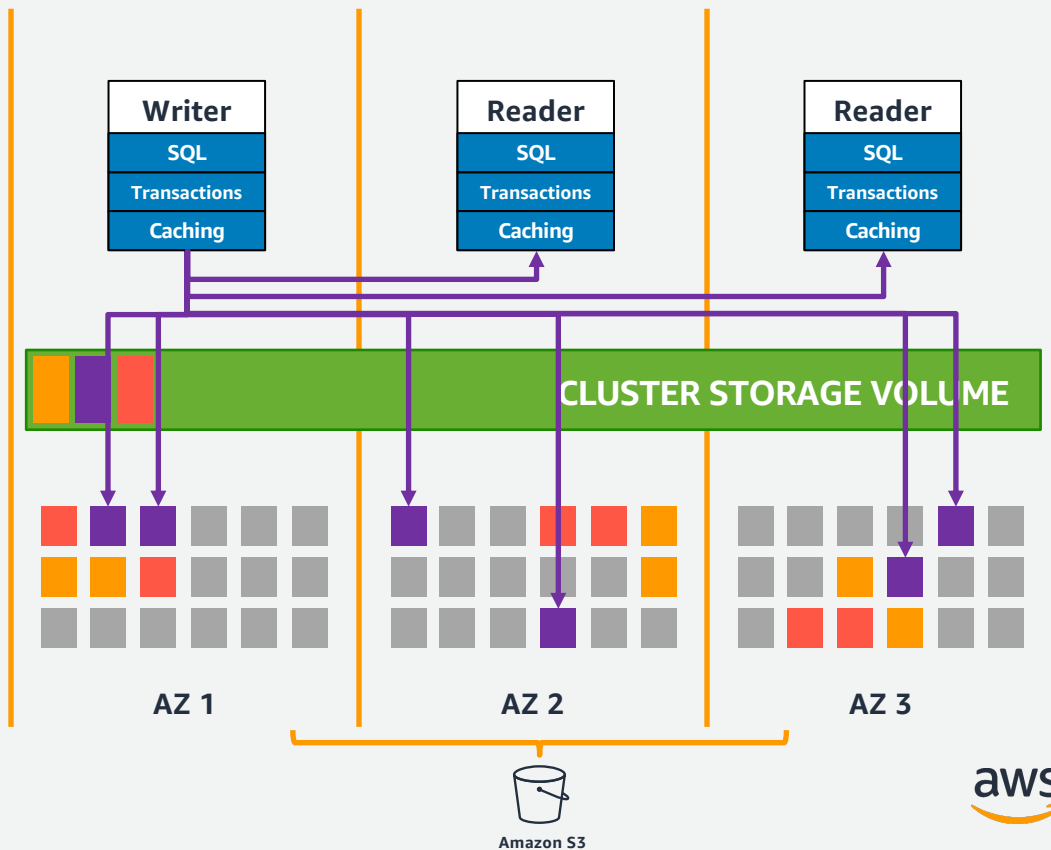 Writer
SQL
Transactions
Caching
Reader
SQL
Transactions
Caching
Reader
SQL
Transactions
Caching
CLUSTER STORAGE VOLUME
AZ 1
AZ 2
AZ 3
Amazon S3
aws